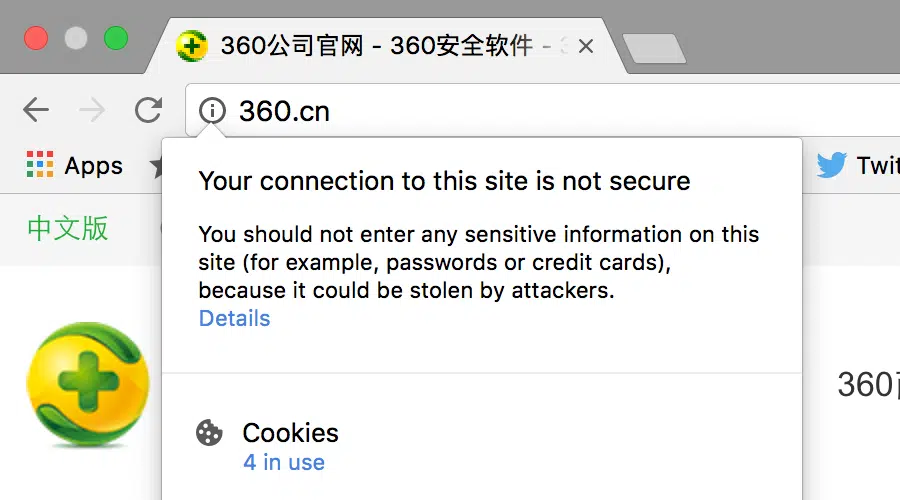 360公司官网 - 360安全软件 -
360.cn
Apps
Your connection to this site is not secure
You should not enter any sensitive information on this
site (for example, passwords or credit cards),
because it could be stolen by attackers.
Details
Cookies
4 in use
中文版
360